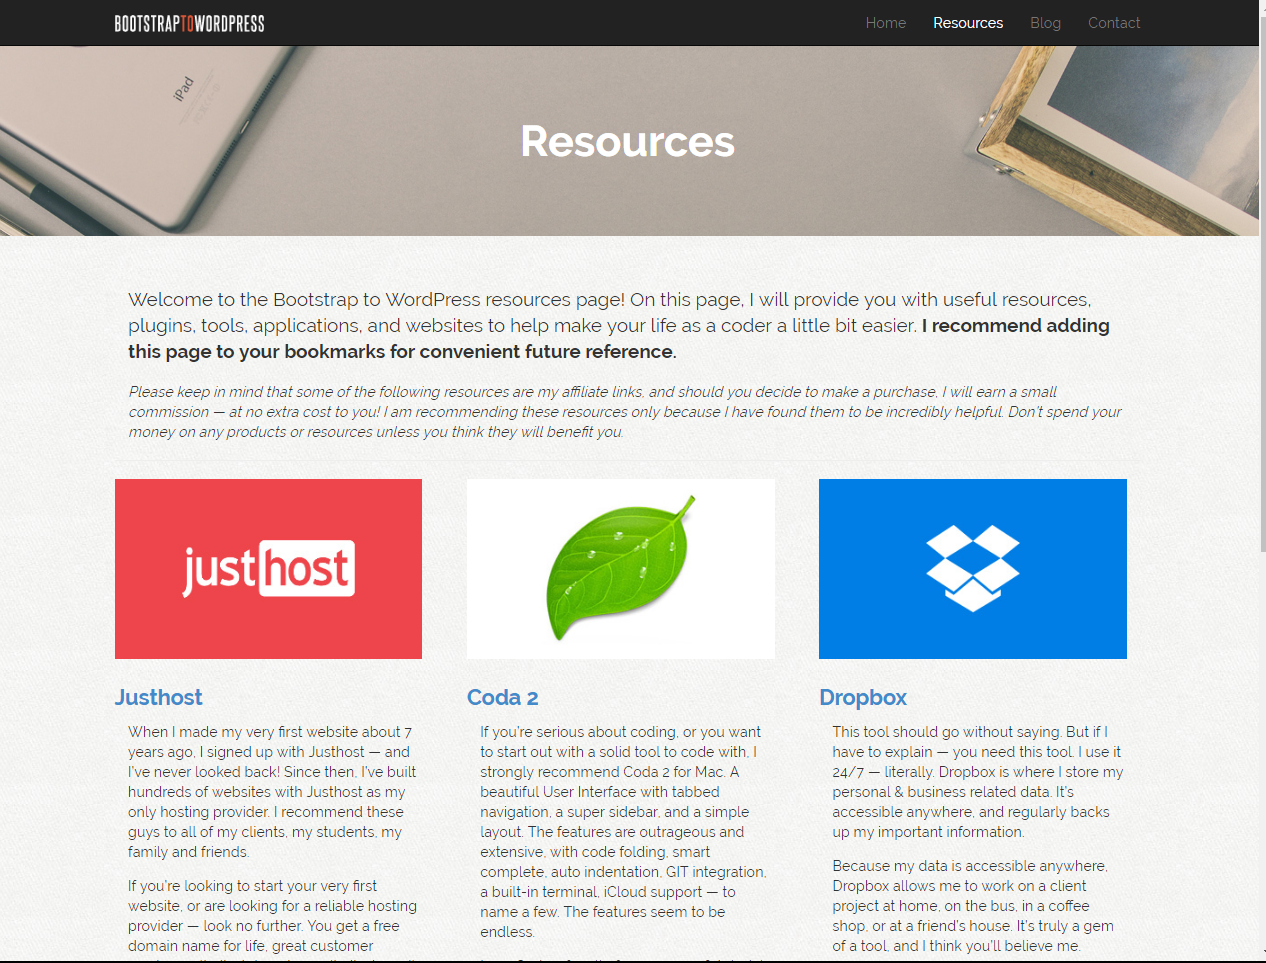 BOOTSTRAPTOWORDPRESS
Home Resources Blog Contact
iPad
Resources
Welcome to the Bootstrap to WordPress resources page! On this page, I will provide you with useful resources,
plugins, tools, applications, and websites to help make your life as a coder a little bit easier. I recommend adding
this page to your bookmarks for convenient future reference.
Please keep in mind that some of the following resources are my affiliate links, and should you decide to make a purchase, I will earn a small
commission — at no extra cost to you! I am recommending these resources only because I have found them to be incredibly helpful. Don't spend your
money on any products or resources unless you think they will benefit you.
justhost
Justhost
When I made my very first website about 7
years ago, I signed up with Justhost — and
I've never looked back! Since then, I've built
hundreds of websites with Justhost as my
only hosting provider. I recommend these
guys to all of my clients, my students, my
family and friends.
If you're looking to start your very first
website, or are looking for a reliable hosting
provider — look no further. You get a free
domain name for life, great customer
Coda 2
If you're serious about coding, or you want
to start out with a solid tool to code with, I
strongly recommend Coda 2 for Mac. A
beautiful User Interface with tabbed
navigation, a super sidebar, and a simple
layout. The features are outrageous and
extensive, with code folding, smart
complete, auto indentation, GIT integration,
a built-in terminal, iCloud support — to
name a few. The features seem to be
endless.
Dropbox
This tool should go without saying. But if I
have to explain — you need this tool. I use it
24/7 — literally. Dropbox is where I store my
personal & business related data. It's
accessible anywhere, and regularly backs
up my important information.
Because my data is accessible anywhere,
Dropbox allows me to work on a client
project at home, on the bus, in a coffee
shop, or at a friend's house. It's truly a gem
of a tool, and I think you'll believe me.